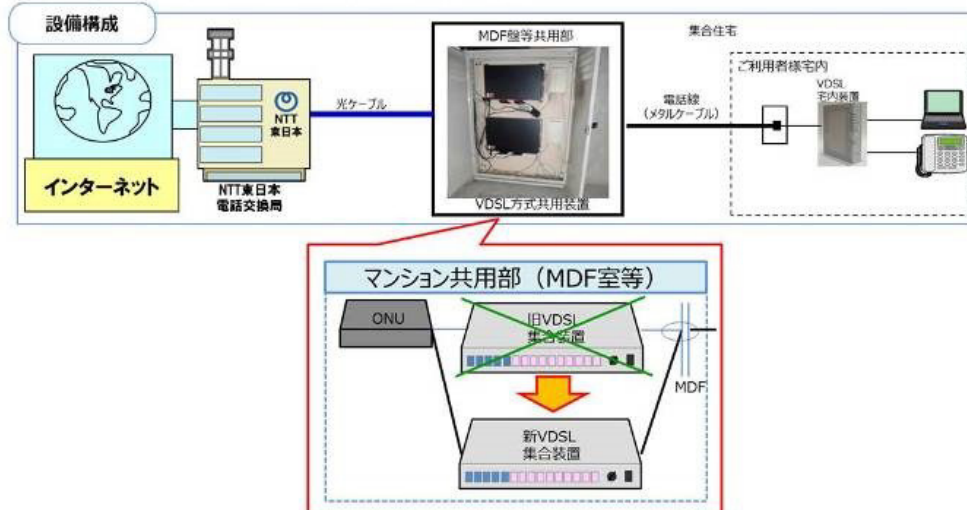 設備構成
MDF盤等共用部
集合住宅
ご利用者様宅内
VDSL
宅内装置
光ケーブル
電話線
(メタルケーブル)
NTT
東日本
インターネット
NTT東日本
電話交換局
VDSL方式共用装置
マンション共用部(MDF室等)
ONU
旧VDSL
集合装置
MDF
新VDSL
集合装置